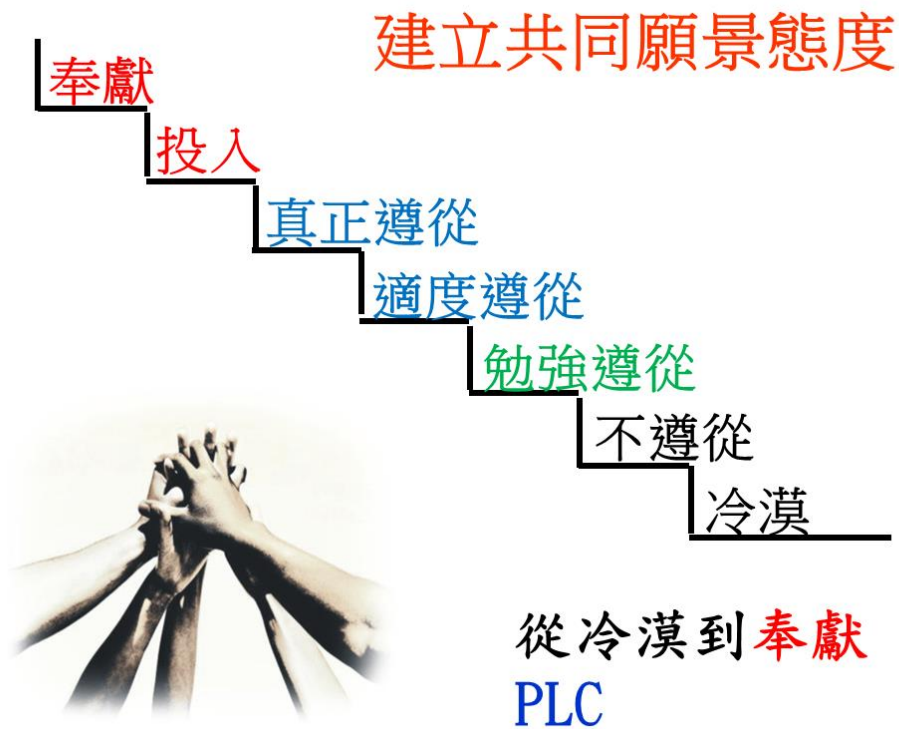 建立共同願景態度
奉獻
投入
真正遵從
適度遵從
勉強遵從
不遵從
冷漠
從冷漠到奉獻
PLC